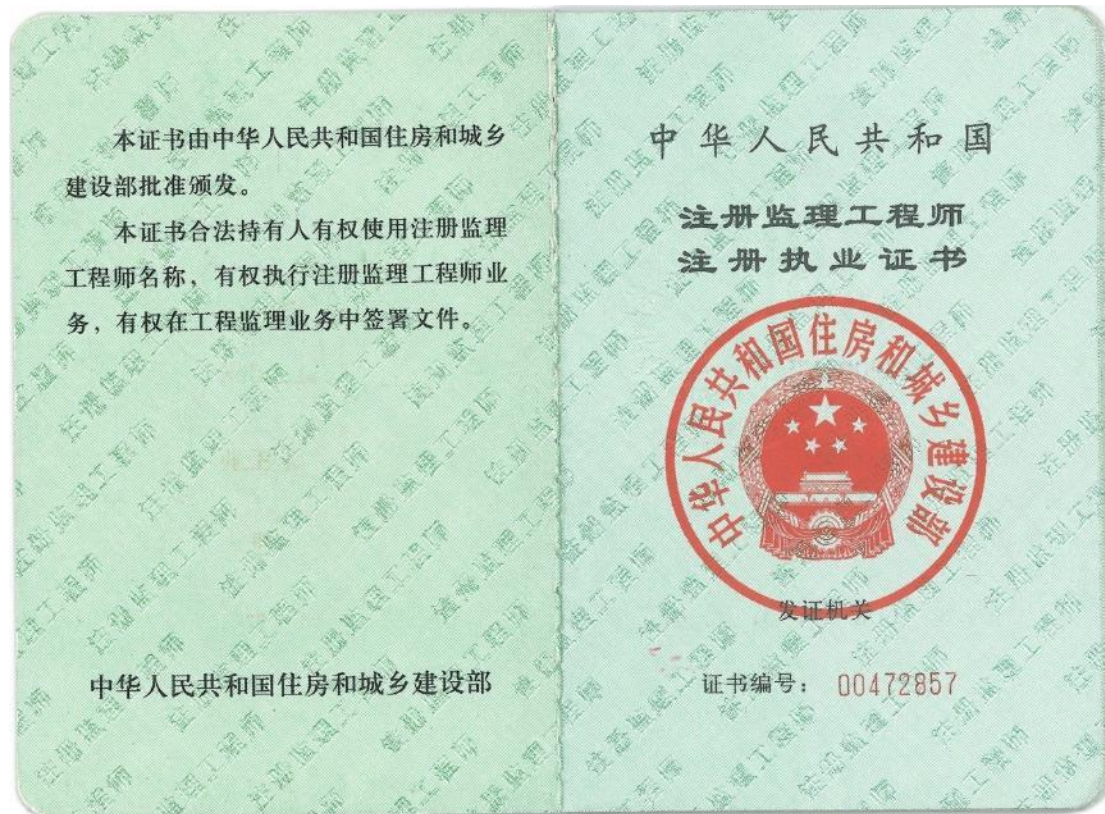 本证书由中华人民共和国住房和城乡
建设部批准颁发。
本证书合法持有人有权使用注册监理
工程师名称，有权执行注册监理工程师业
务，有权在工程监理业务中签署文件。
中华人民共和国住房和城乡建设部
中华人民共和国
注册监理工程师
注册执业证书
中华人民共和国住房和城乡建设部
发证机关
证书编号： 00472857